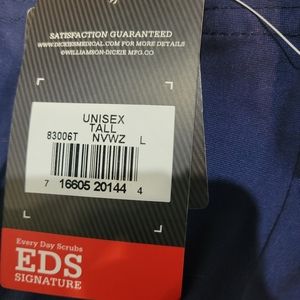 SATISFACTION GUARANTEED
WWW.DICKIESMEDICAL.COM FOR MORE DETAILS
©WILLIAMSON-DICKIE MFG.CO
UNISEX
TALL
83006T NVWZ L
7 16605 20144 4
Every Day Scrubs
EDS
SIGNATURE